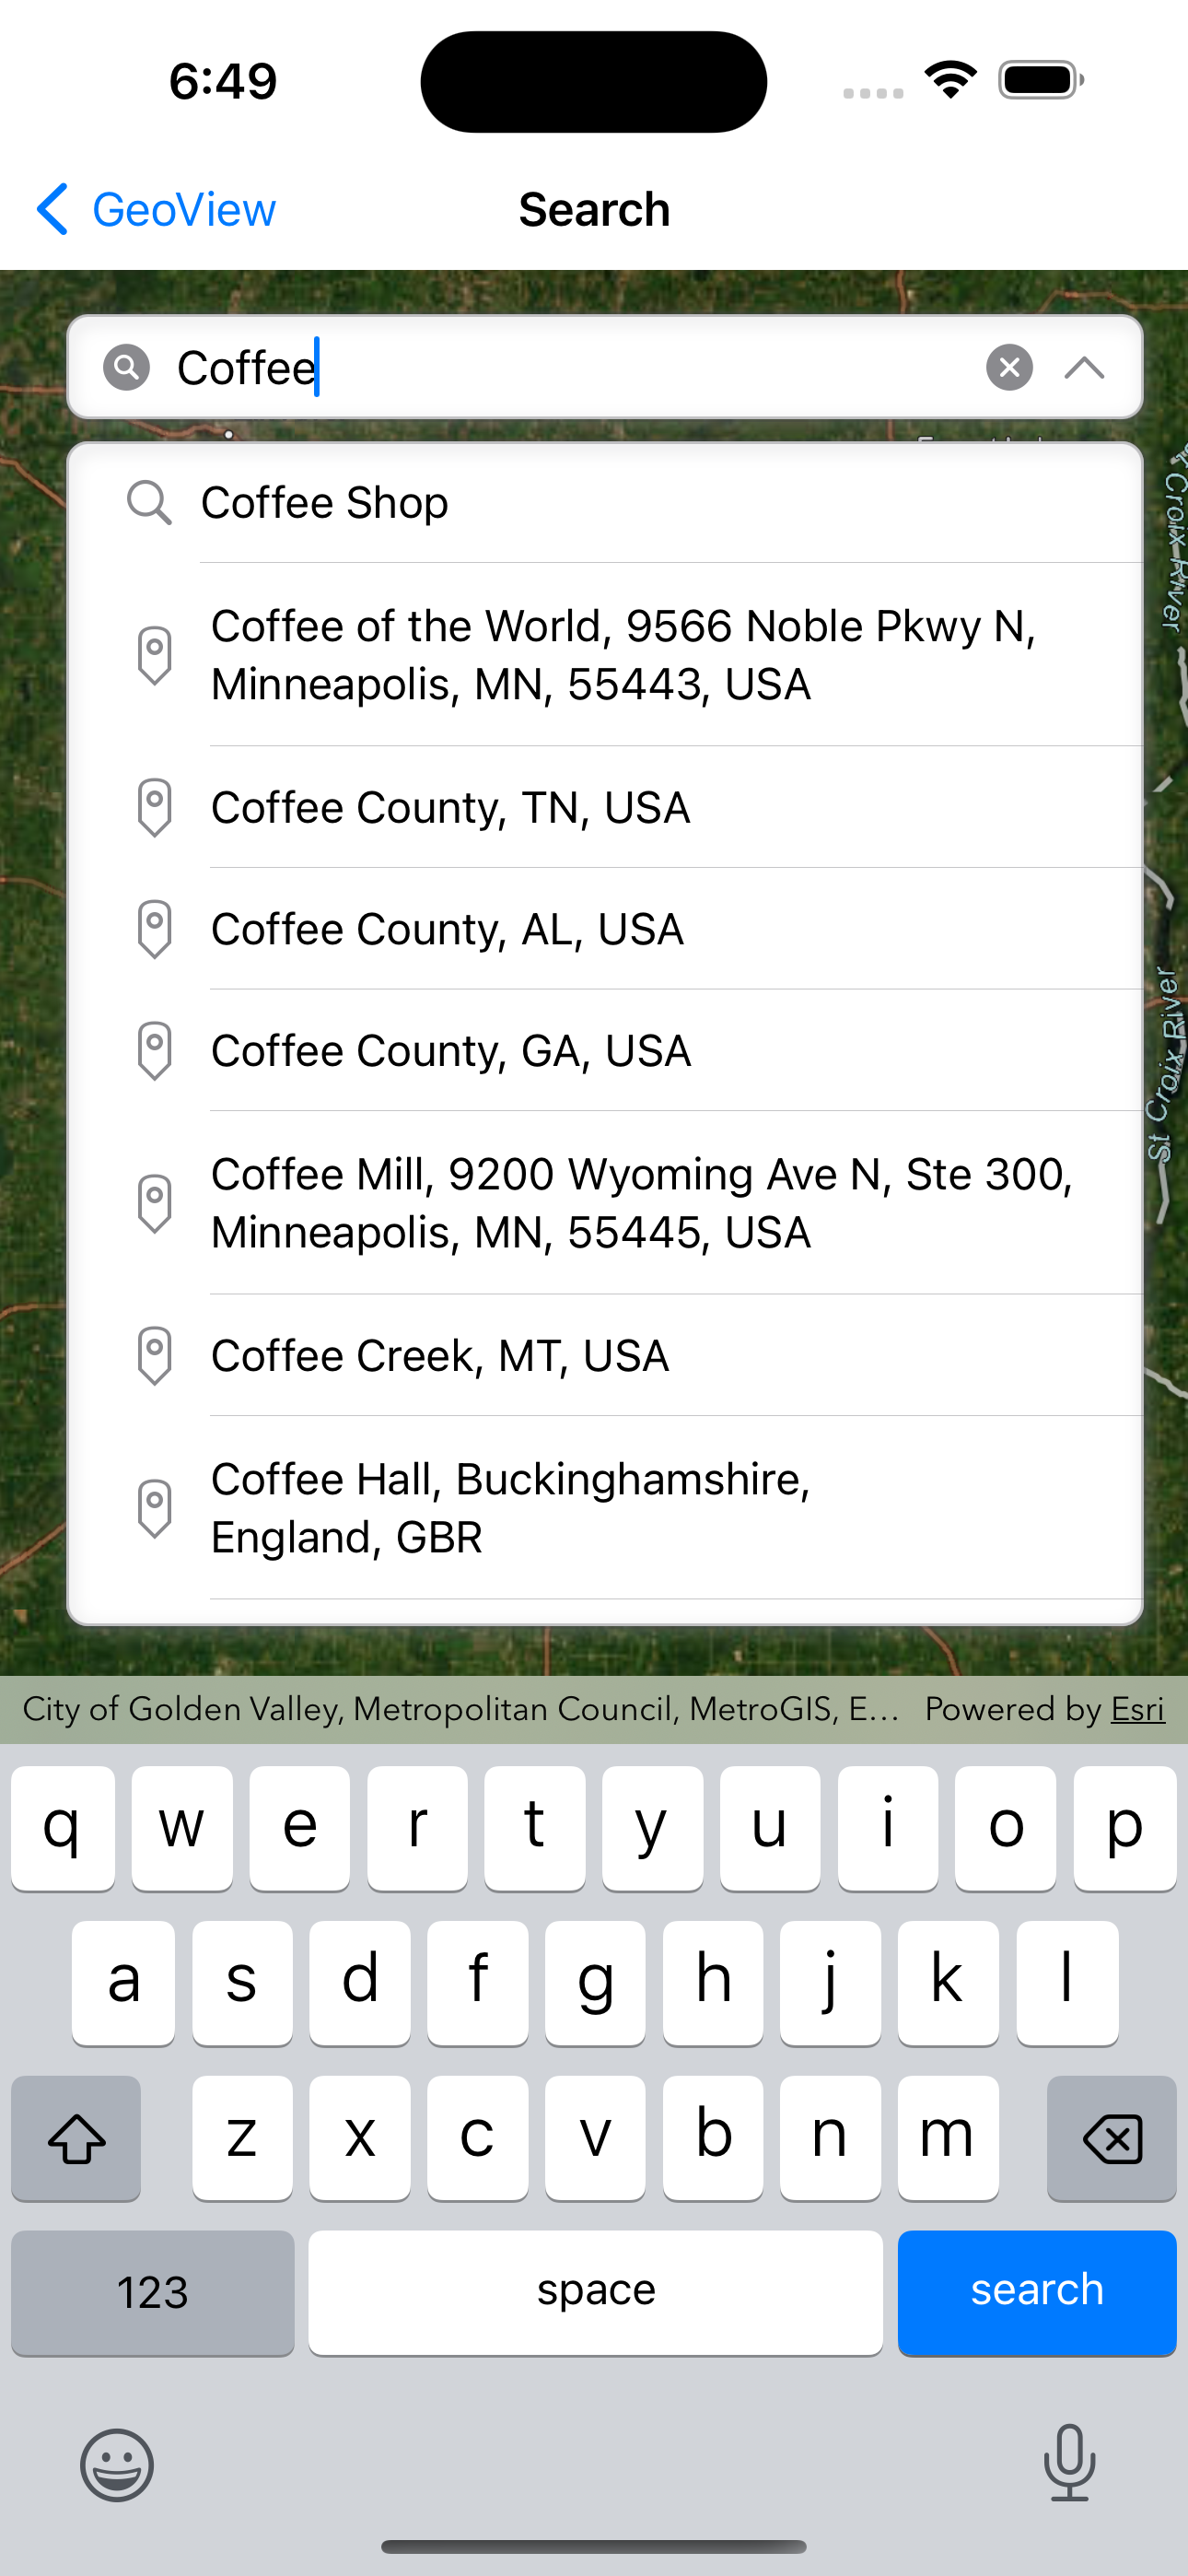 6:49
GeoView
Search
Coffee
Coffee Shop
Coffee of the World, 9566 Noble Pkwy N,
Minneapolis, MN, 55443, USA
Coffee County, TN, USA
Coffee County, AL, USA
Coffee County, GA, USA
Coffee Mill, 9200 Wyoming Ave N, Ste 300,
Minneapolis, MN, 55445, USA
Coffee Creek, MT, USA
Coffee Hall, Buckinghamshire,
England, GBR
Croix River
St Croix River
City of Golden Valley, Metropolitan Council, MetroGIS, E... Powered by Esri
q w e r t y u i o p
a s d f g h j k l
z x c v b n m
123 space search